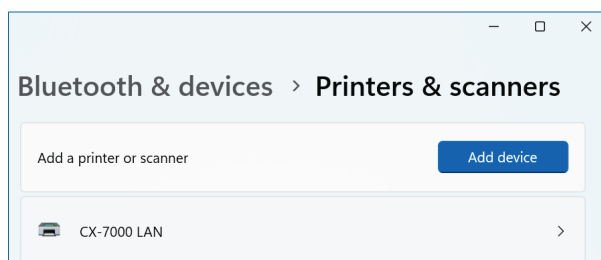 Bluetooth & devices > Printers & scanners
Add a printer or scanner
Add device
CX-7000 LAN